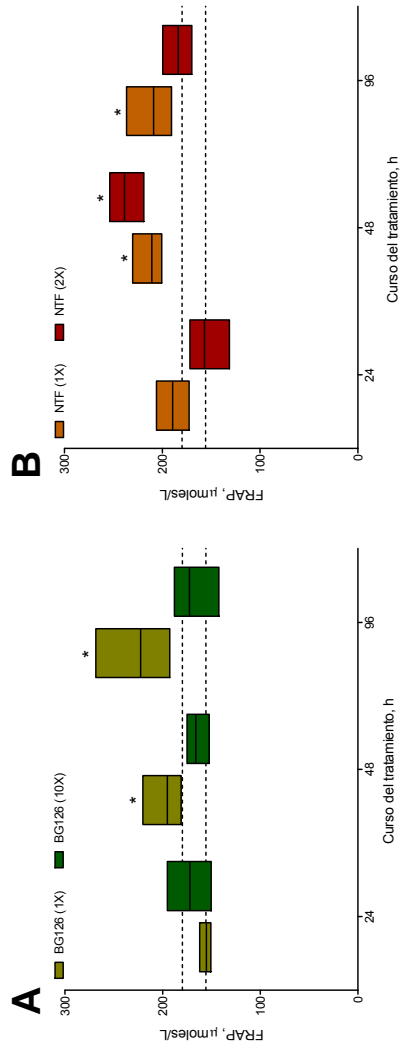 A
BG126 (1X)
BG126 (10X)
300
200
100
0
FRAP, µmoles/L
*
*
24
48
96
Curso del tratamiento, h
B
NTF (1X)
NTF (2X)
300
200
100
0
FRAP, µmoles/L
*
*
*
24
48
96
Curso del tratamiento, h